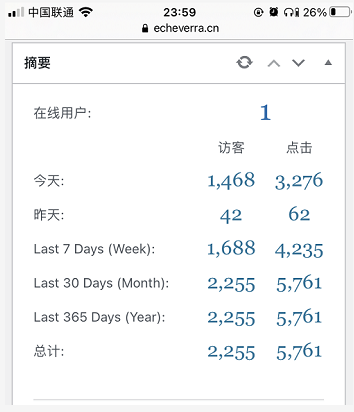 中国联通 23:59 26%
echeverra.cn
摘要
在线用户: 1
访客 点击
今天: 1,468 3,276
昨天: 42 62
Last 7 Days (Week): 1,688 4,235
Last 30 Days (Month): 2,255 5,761
Last 365 Days (Year): 2,255 5,761
总计: 2,255 5,761